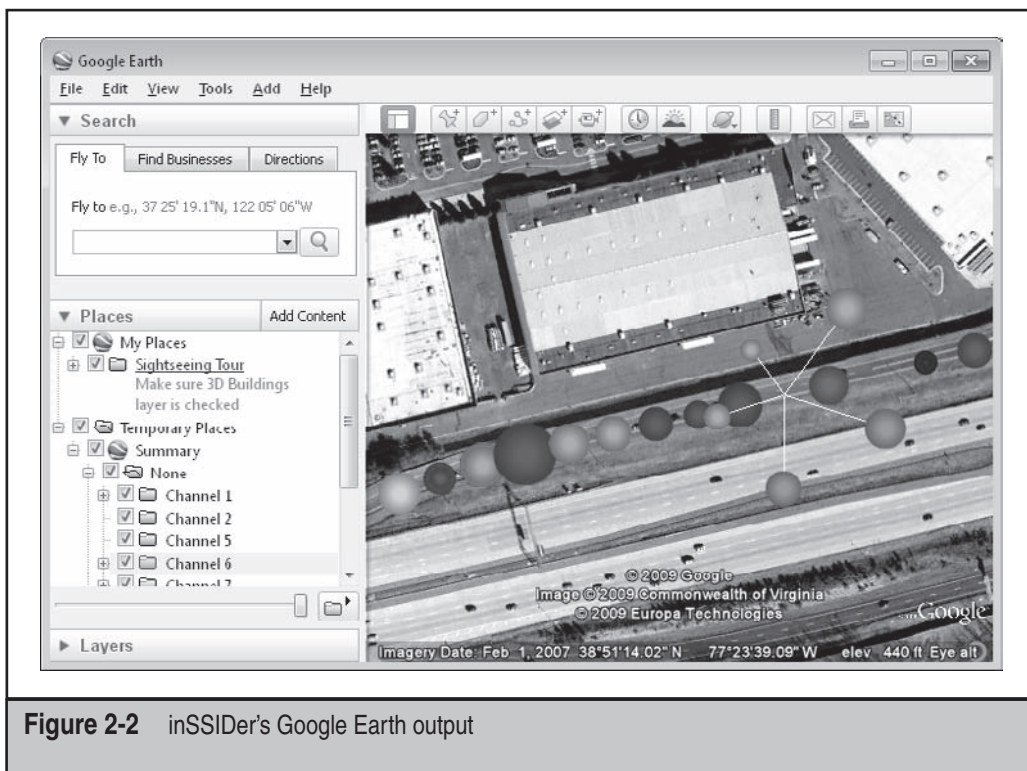 Google Earth
File Edit View Tools Add Help
▼ Search
Fly To Find Businesses Directions
Fly to e.g., 37 25' 19.1"N, 122 05' 06"W
▼ Places Add Content
My Places
Sightseeing Tour
Make sure 3D Buildings
layer is checked
Temporary Places
Summary
None
Channel 1
Channel 2
Channel 5
Channel 6
Channel 7
▶ Layers
© 2009 Google
Image © 2009 Commonwealth of Virginia
© 2009 Europa Technologies
Google
Imagery Date: Feb 1, 2007 38°51'14.02" N 77°23'39.09" W elev 440 ft Eye alt
Figure 2-2 inSSIDer's Google Earth output